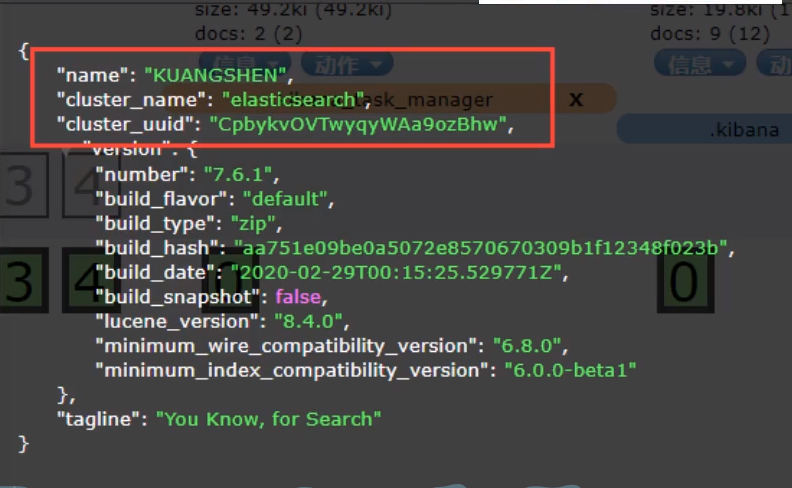 size: 49.2ki (49.2ki)
docs: 2 (2)
size: 19.8ki (1
docs: 9 (12)
信息 动作
信息 动
task_manager X
.kibana
3 4
3 4 0 0
{
"name": "KUANGSHEN",
"cluster_name": "elasticsearch",
"cluster_uuid": "CpbykvOVTwyqyWAa9ozBhw",
"version": {
"number": "7.6.1",
"build_flavor": "default",
"build_type": "zip",
"build_hash": "aa751e09be0a5072e8570670309b1f12348f023b",
"build_date": "2020-02-29T00:15:25.529771Z",
"build_snapshot": false,
"lucene_version": "8.4.0",
"minimum_wire_compatibility_version": "6.8.0",
"minimum_index_compatibility_version": "6.0.0-beta1"
},
"tagline": "You Know, for Search"
}